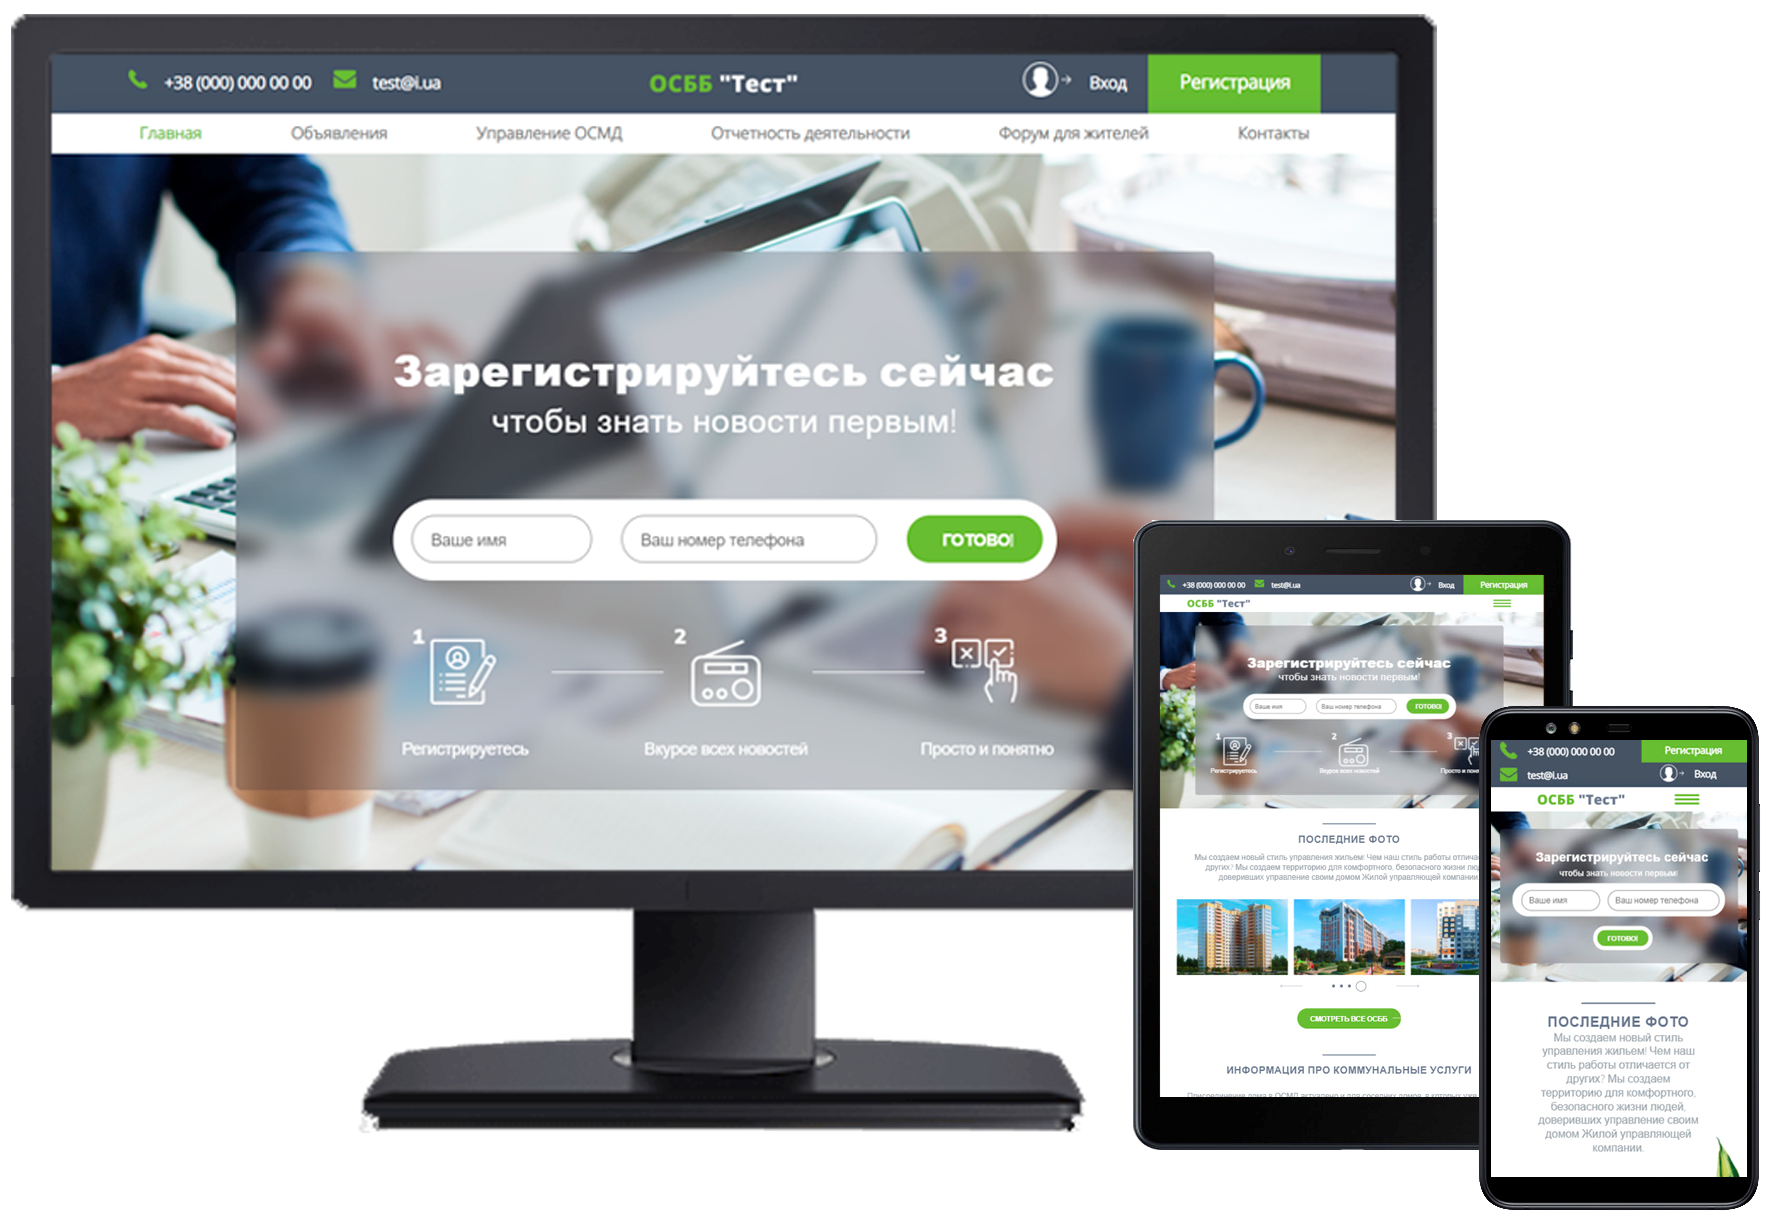 +38 (000) 000 00 00 test@i.ua ОСББ "Тест" Вход Регистрация
Главная Объявления Управление ОСМД Отчетность деятельности Форум для жителей Контакты
Зарегистрируйтесь сейчас
чтобы знать новости первым!
Ваше имя Ваш номер телефона ГОТОВО!
1 2 3
Регистрируетесь Вкурсе всех новостей Просто и понятно
+38 (000) 000 00 00 test@i.ua Вход Регистрация
ОСББ "Тест"
Зарегистрируйтесь сейчас
чтобы знать новости первым!
Ваше имя Ваш номер телефона ГОТОВО!
1 2 3
Регистрируетесь Вкурсе всех новостей Просто и
ПОСЛЕДНИЕ ФОТО
Мы создаем новый стиль управления жильем! Чем наш стиль работы
других? Мы создаем территорию для комфортного, безопасного жизни
доверивших управление своим домом Жилой управляющей компании
СМОТРЕТЬ ВСЕ ОСББ
ИНФОРМАЦИЯ ПРО КОММУНАЛЬНЫЕ УСЛУГИ
+38 (000) 000 00 00 Регистрация
test@i.ua Вход
ОСББ "Тест"
Зарегистрируйтесь сейчас
чтобы знать новости первым!
Ваше имя Ваш номер телефона
ГОТОВО!
ПОСЛЕДНИЕ ФОТО
Мы создаем новый стиль
управления жильем! Чем наш
стиль работы отличается от
других? Мы создаем
территорию для комфортного,
безопасного жизни людей,
доверивших управление своим
домом Жилой управляющей
компании.